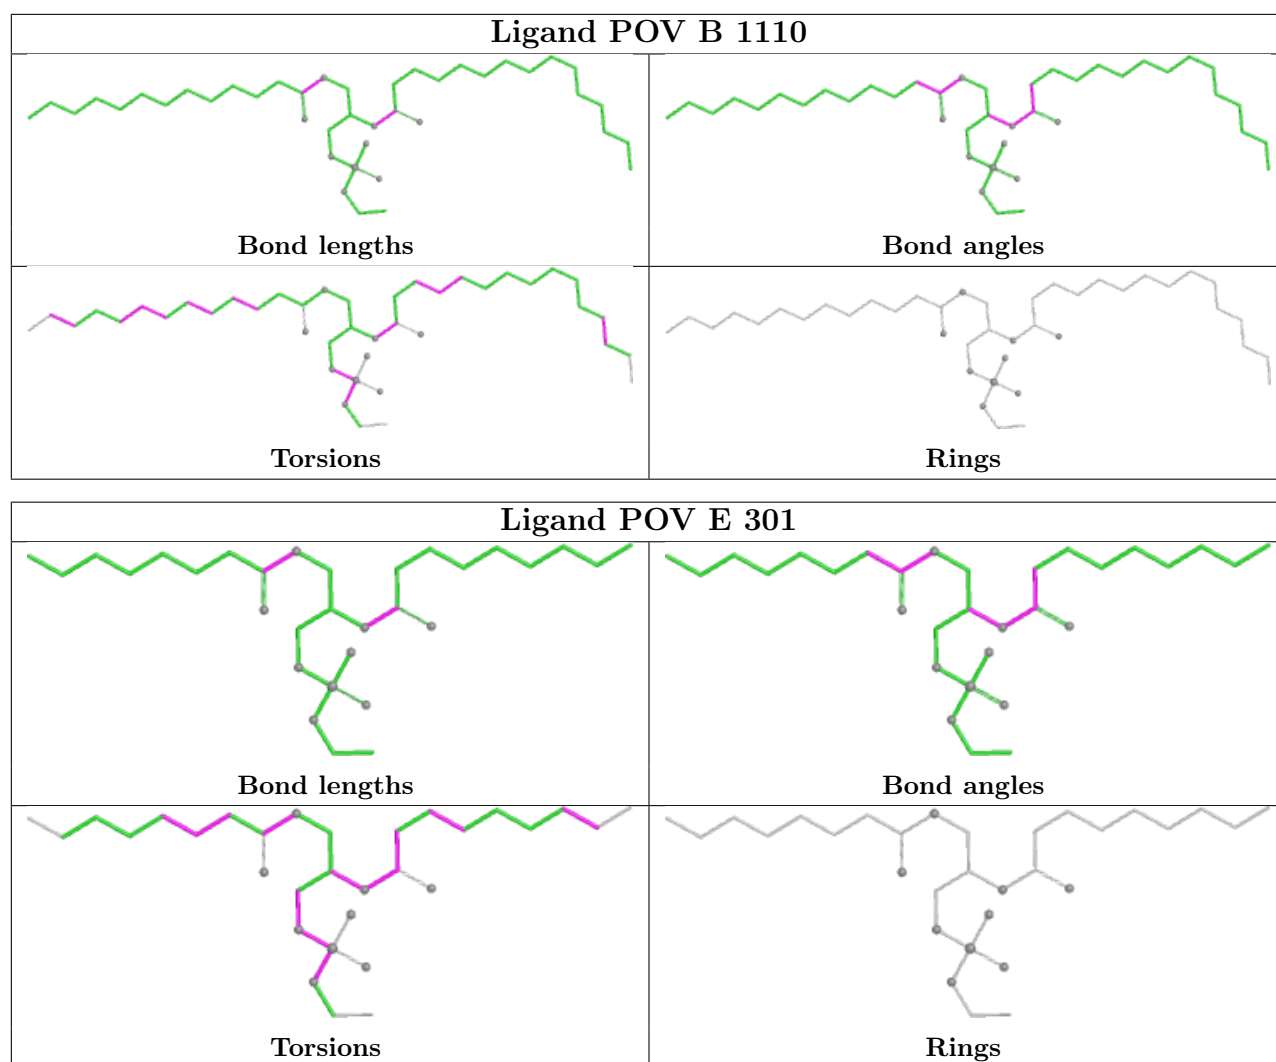 Ligand POV B 1110
Bond lengths
Bond angles
Torsions
Rings
Ligand POV E 301
Bond lengths
Bond angles
Torsions
Rings